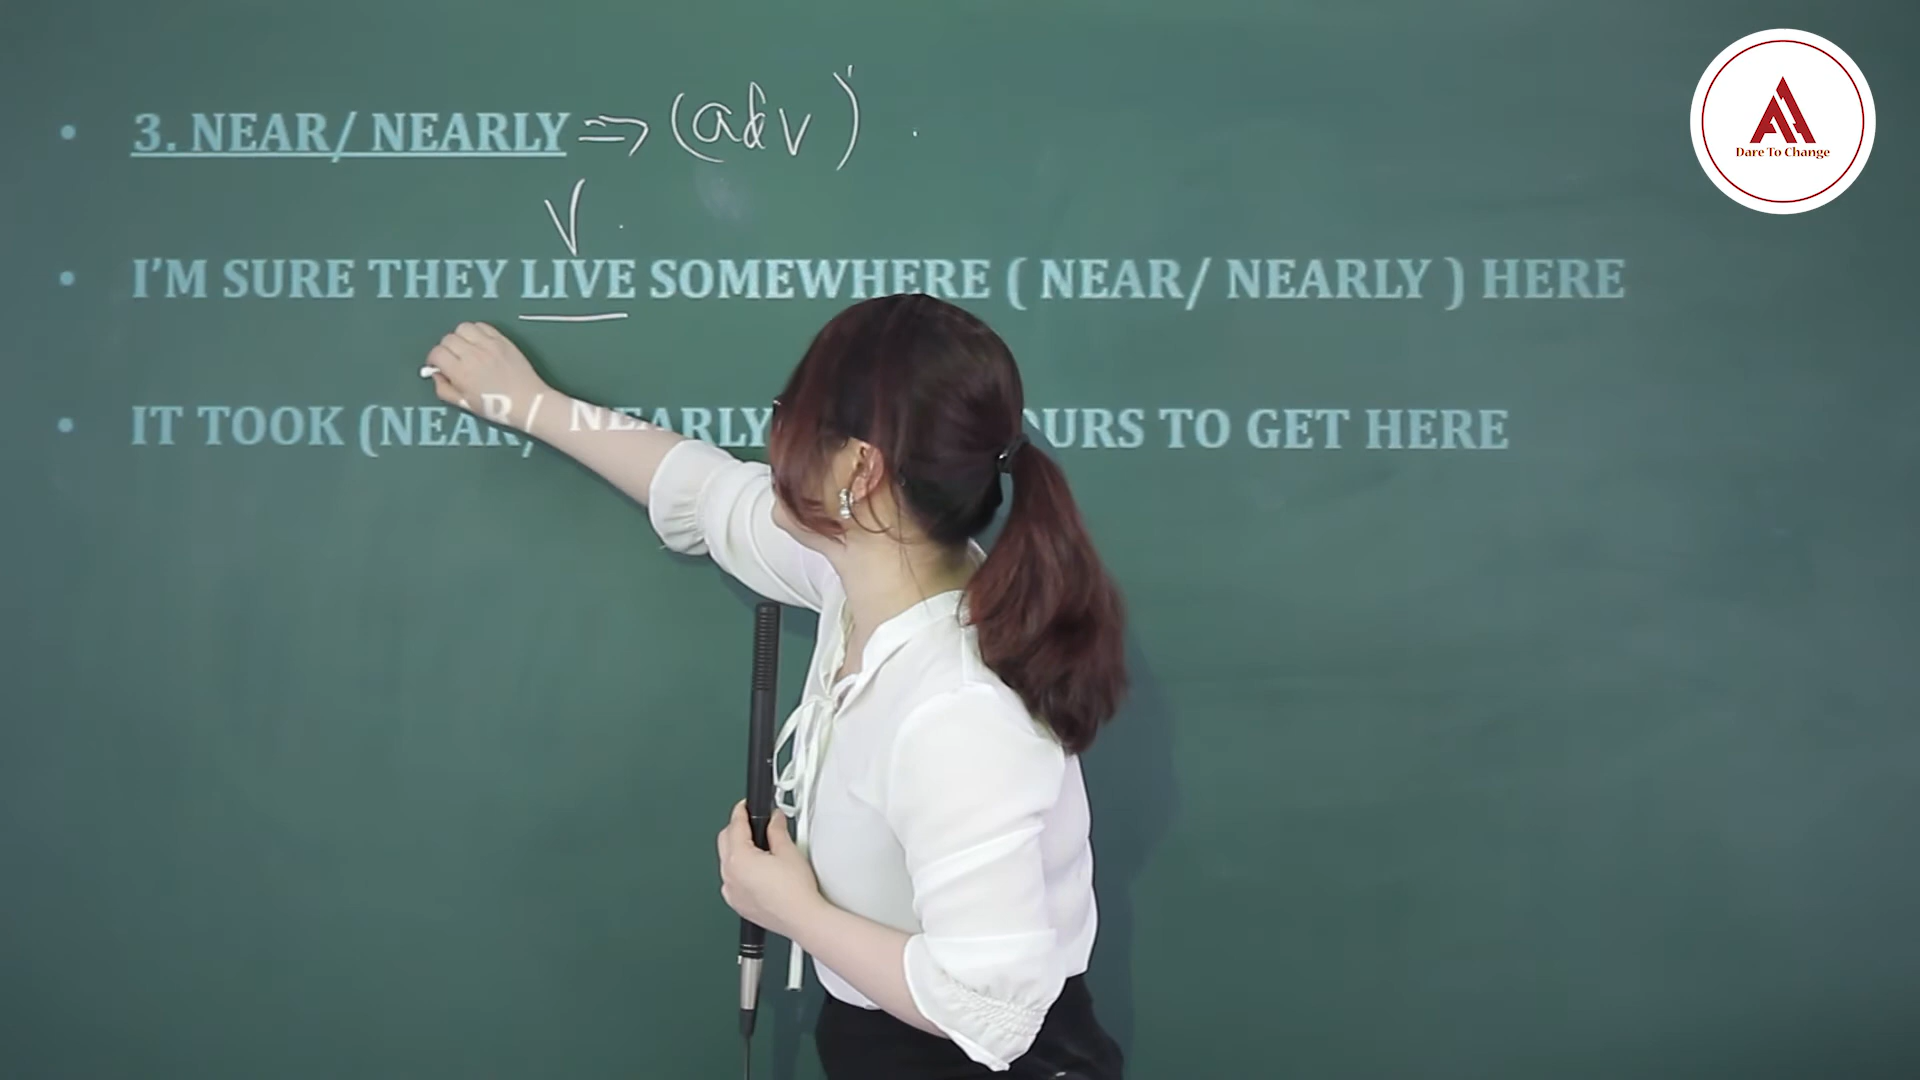 3. NEAR/ NEARLY => (adv)
V
I'M SURE THEY LIVE SOMEWHERE ( NEAR/ NEARLY ) HERE
IT TOOK (NEAR/ NEARLY OURS TO GET HERE
Dare To Change